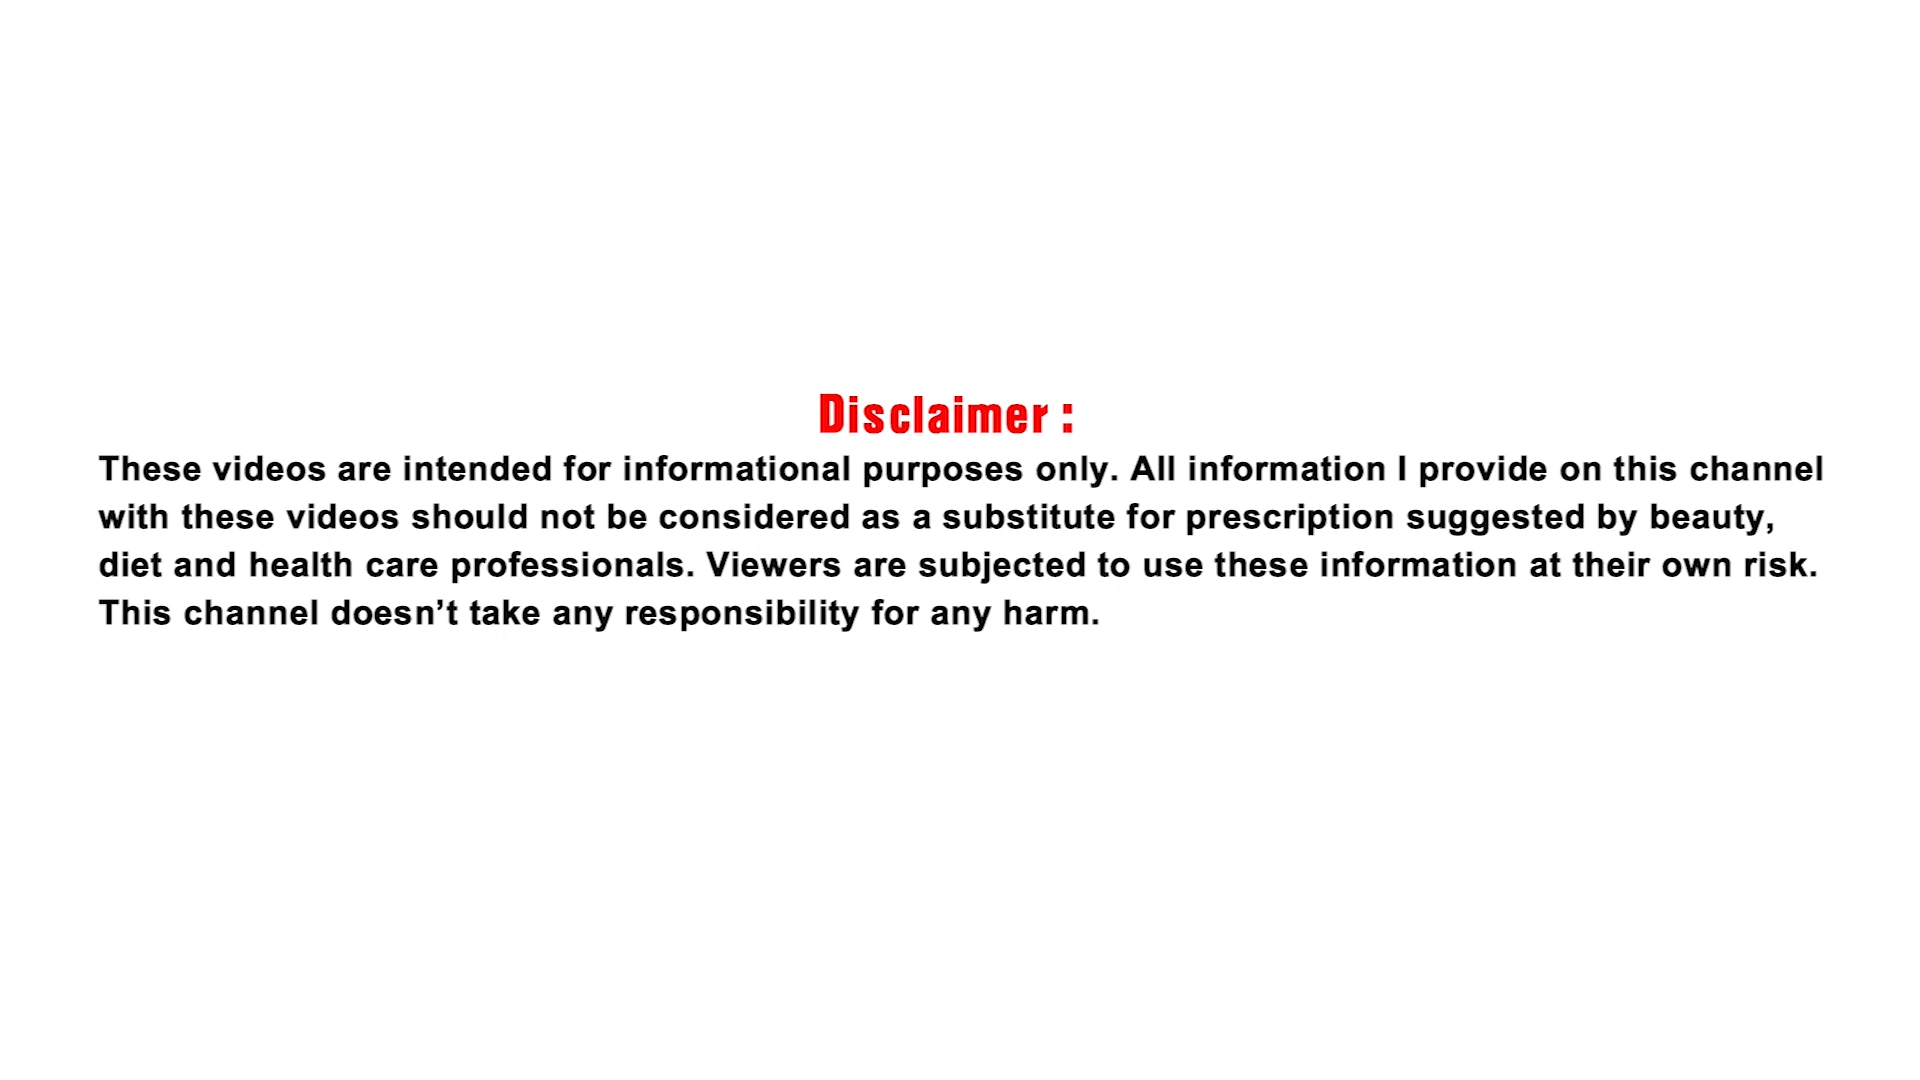 Disclaimer :
These videos are intended for informational purposes only. All information I provide on this channel
with these videos should not be considered as a substitute for prescription suggested by beauty,
diet and health care professionals. Viewers are subjected to use these information at their own risk.
This channel doesn’t take any responsibility for any harm.